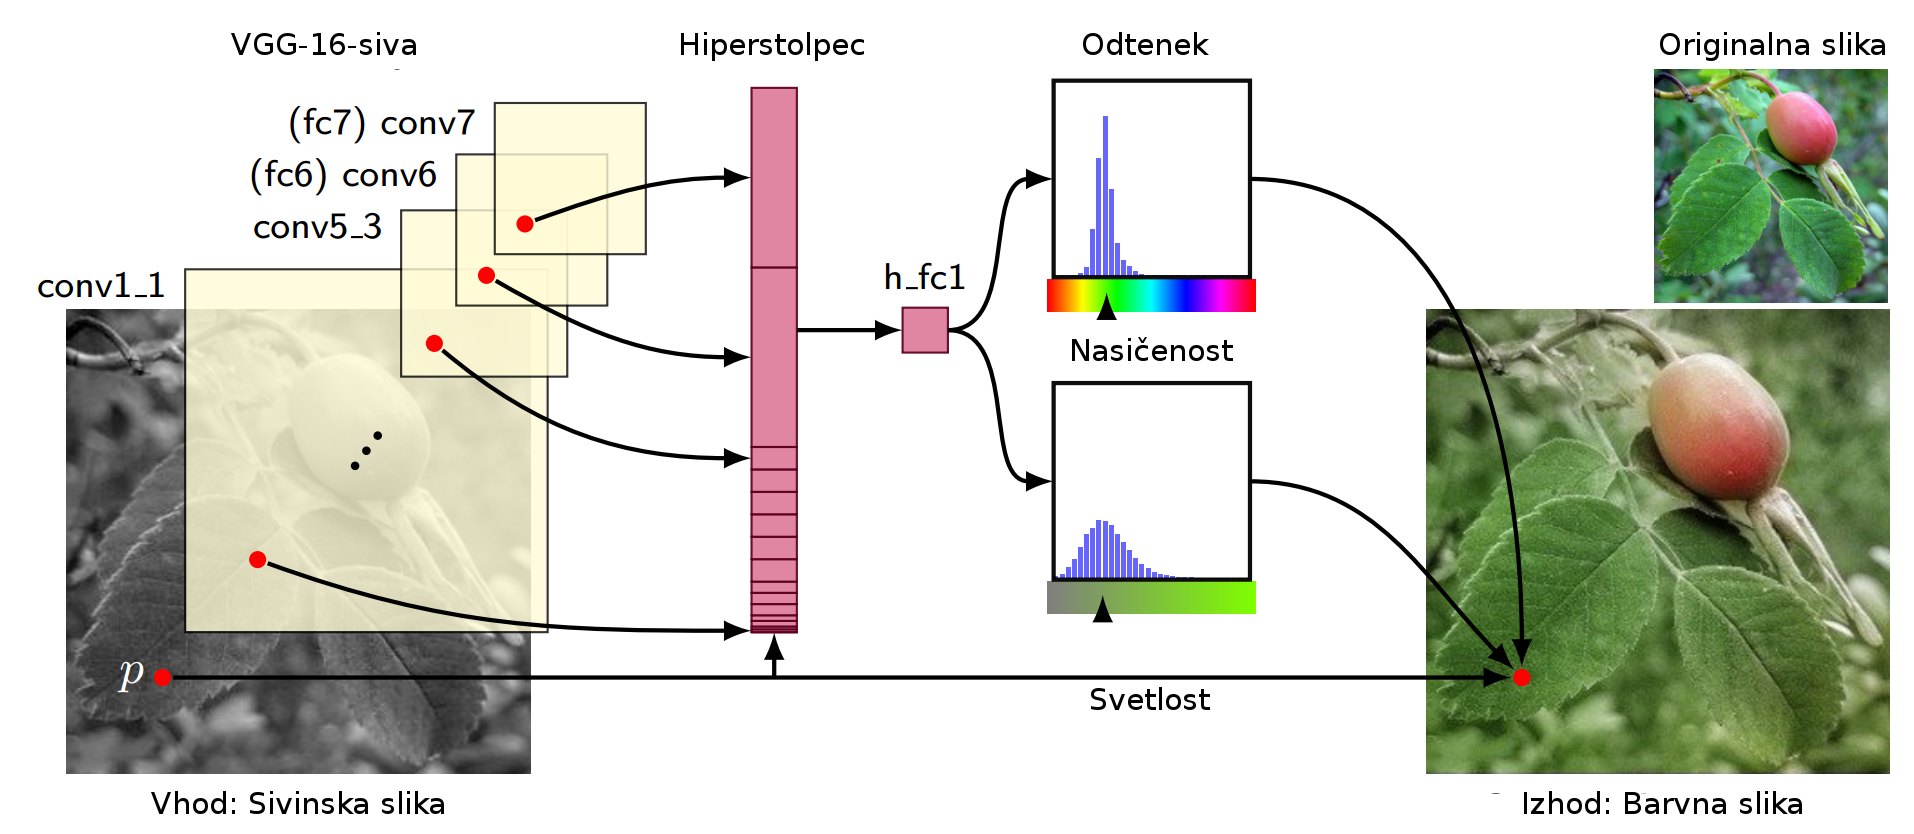 VGG-16-siva
Hiperstolpec
Odtenek
Originalna slika
(fc7) conv7
(fc6) conv6
conv5_3
conv1_1
h_fc1
Nasičenost
p
Svetlost
Vhod: Sivinska slika
Izhod: Barvna slika